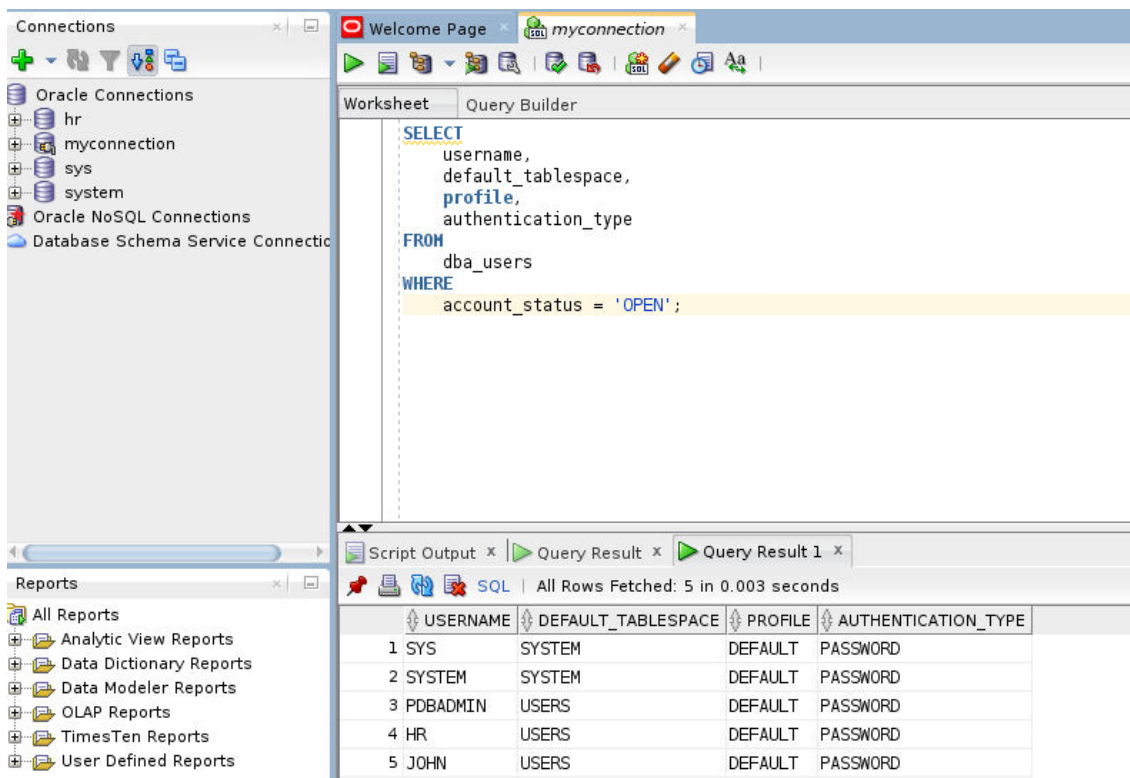 Connections
Oracle Connections
hr
myconnection
sys
system
Oracle NoSQL Connections
Database Schema Service Connectic
Reports
All Reports
Analytic View Reports
Data Dictionary Reports
Data Modeler Reports
OLAP Reports
TimesTen Reports
User Defined Reports
Welcome Page
myconnection
Worksheet Query Builder
SELECT
username,
default_tablespace,
profile,
authentication_type
FROM
dba_users
WHERE
account_status = 'OPEN';
Script Output Query Result Query Result 1
SQL | All Rows Fetched: 5 in 0.003 seconds
USERNAME DEFAULT_TABLESPACE PROFILE AUTHENTICATION_TYPE
1 SYS SYSTEM DEFAULT PASSWORD
2 SYSTEM SYSTEM DEFAULT PASSWORD
3 PDBADMIN USERS DEFAULT PASSWORD
4 HR USERS DEFAULT PASSWORD
5 JOHN USERS DEFAULT PASSWORD